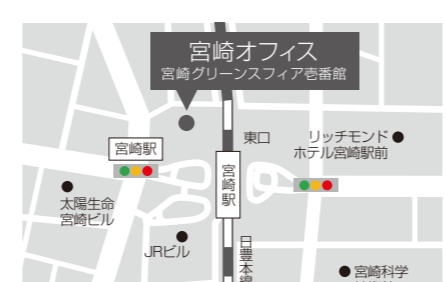 宮崎オフィス
宮崎グリーンスフィア壱番館
東口
リッチモンド
ホテル宮崎駅前
宮崎駅
宮崎駅
太陽生命
宮崎ビル
JRビル
日豊本線
宮崎科学